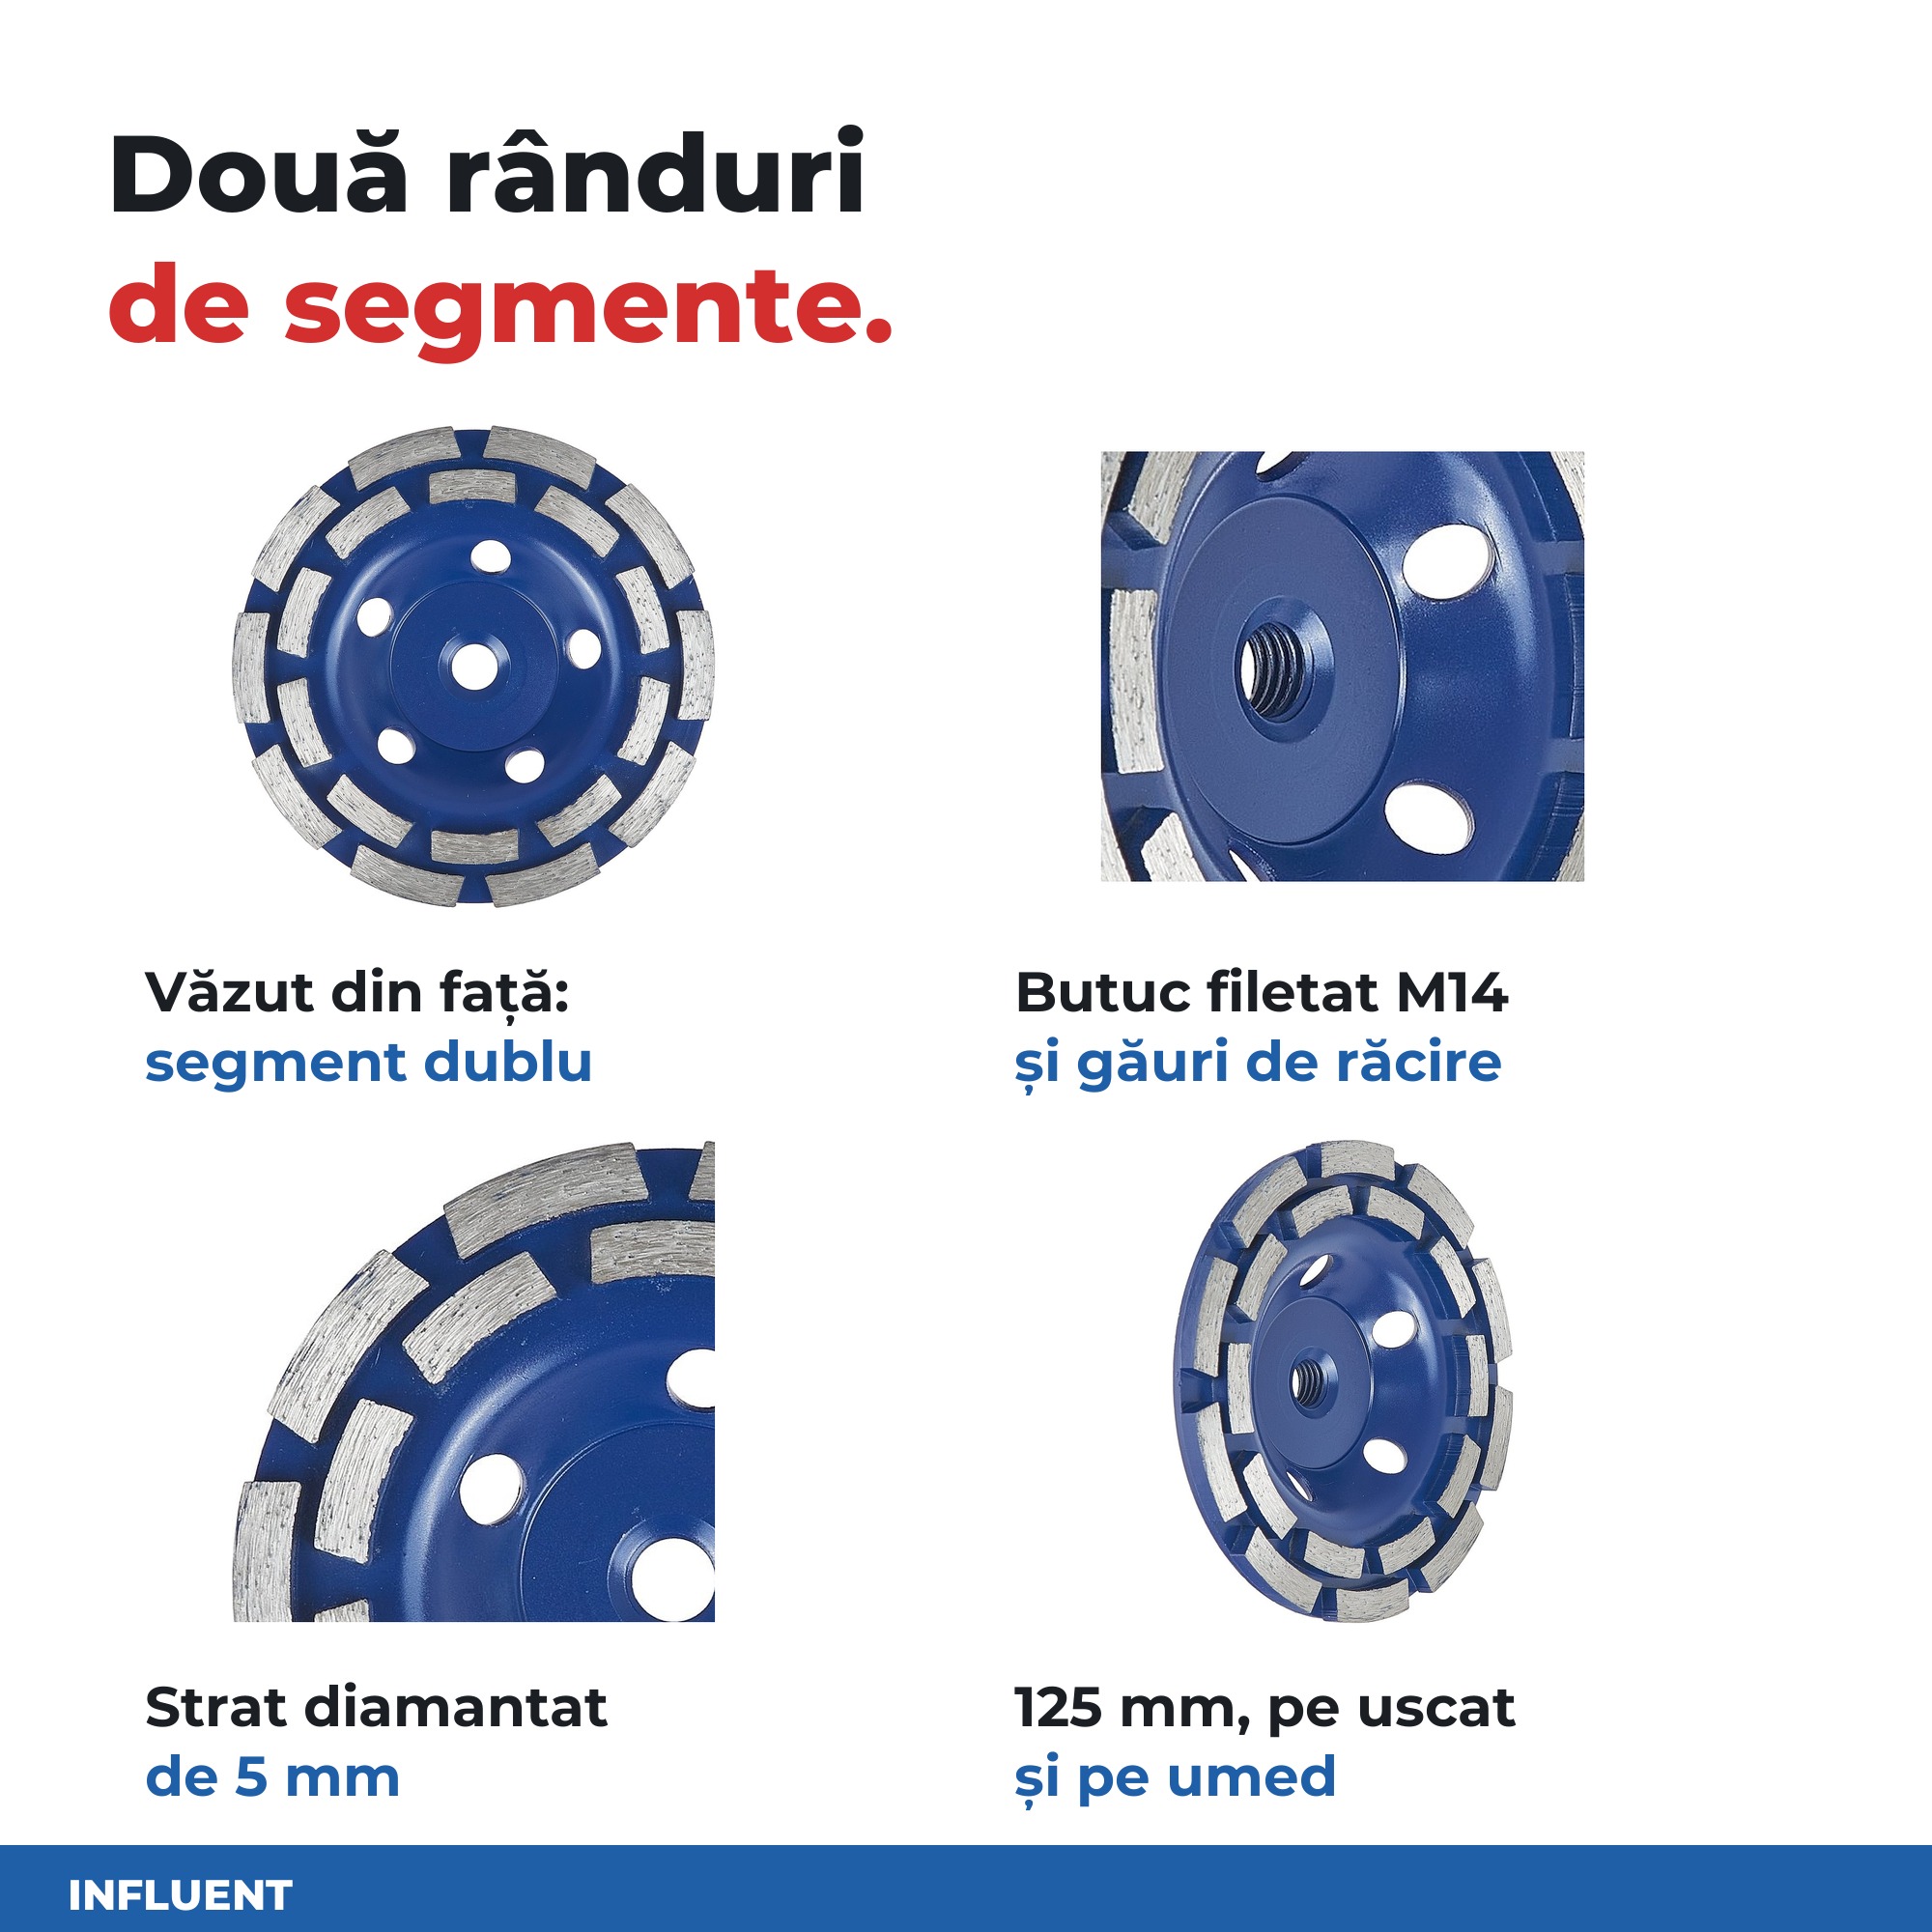 Două rânduri
de segmente.
Văzut din față:
segment dublu
Butuc filetat M14
și găuri de răcire
Strat diamantat
de 5 mm
125 mm, pe uscat
și pe umed
INFLUENT